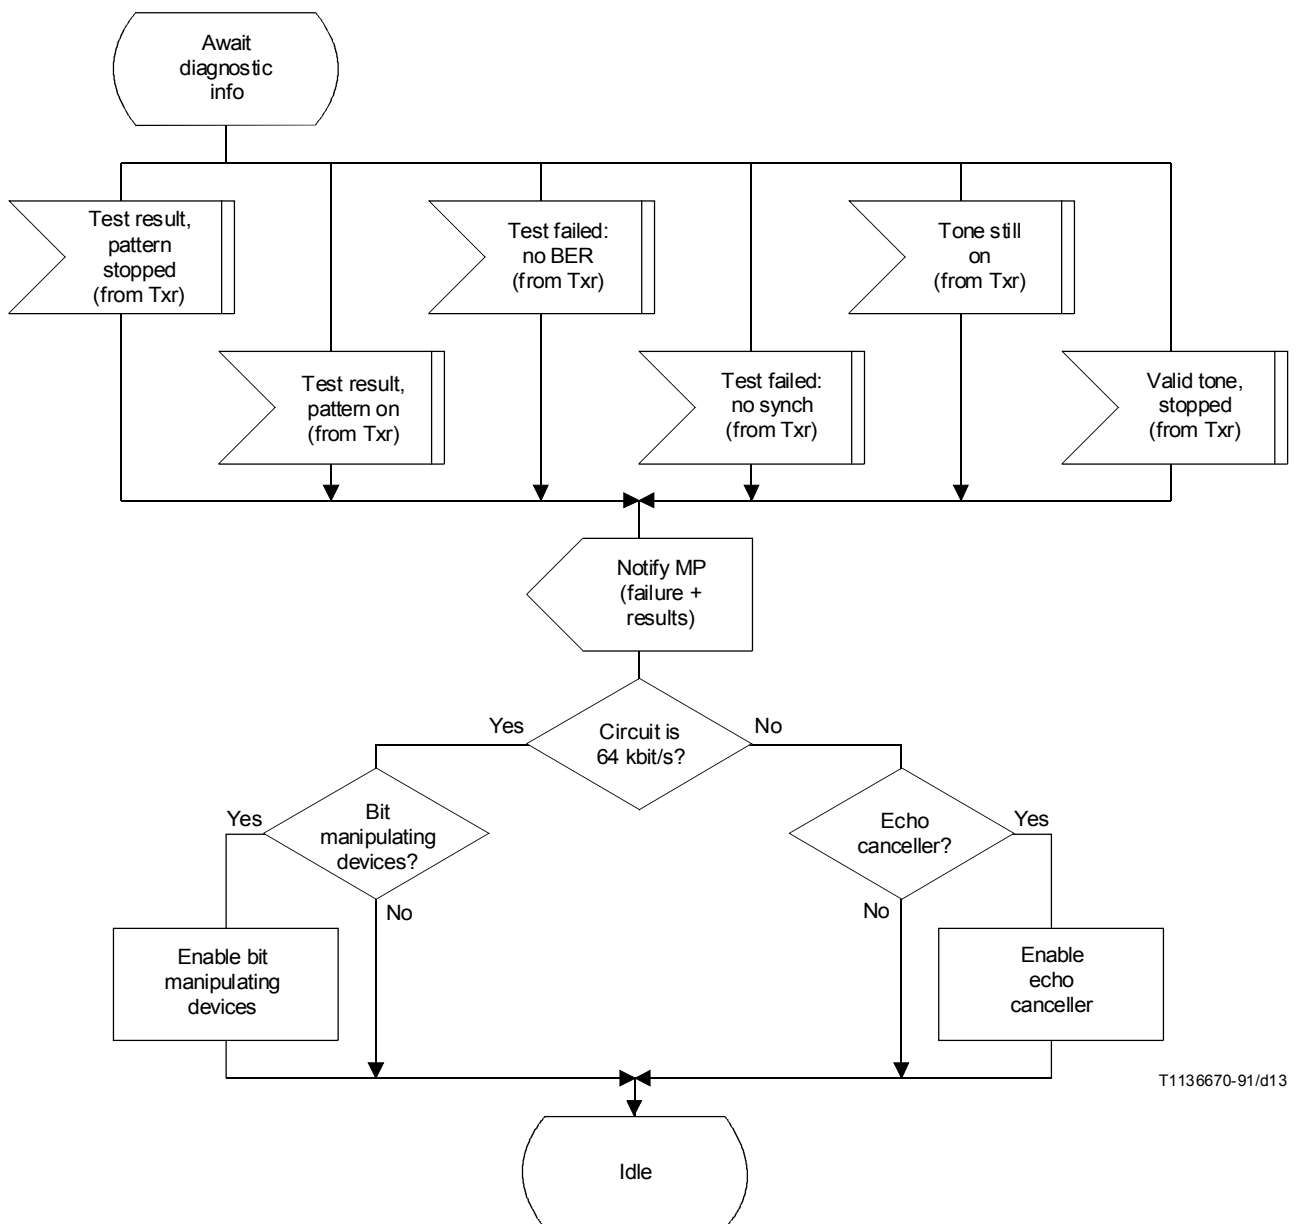 Await
diagnostic
info
Test result,
pattern
stopped
(from Txr)
Test failed:
no BER
(from Txr)
Tone still
on
(from Txr)
Test result,
pattern on
(from Txr)
Test failed:
no synch
(from Txr)
Valid tone,
stopped
(from Txr)
Notify MP
(failure +
results)
Yes
Circuit is
64 kbit/s?
No
Yes
Bit
manipulating
devices?
No
Echo
canceller?
Yes
No
Enable bit
manipulating
devices
Enable
echo
canceller
T1136670-91/d13
Idle